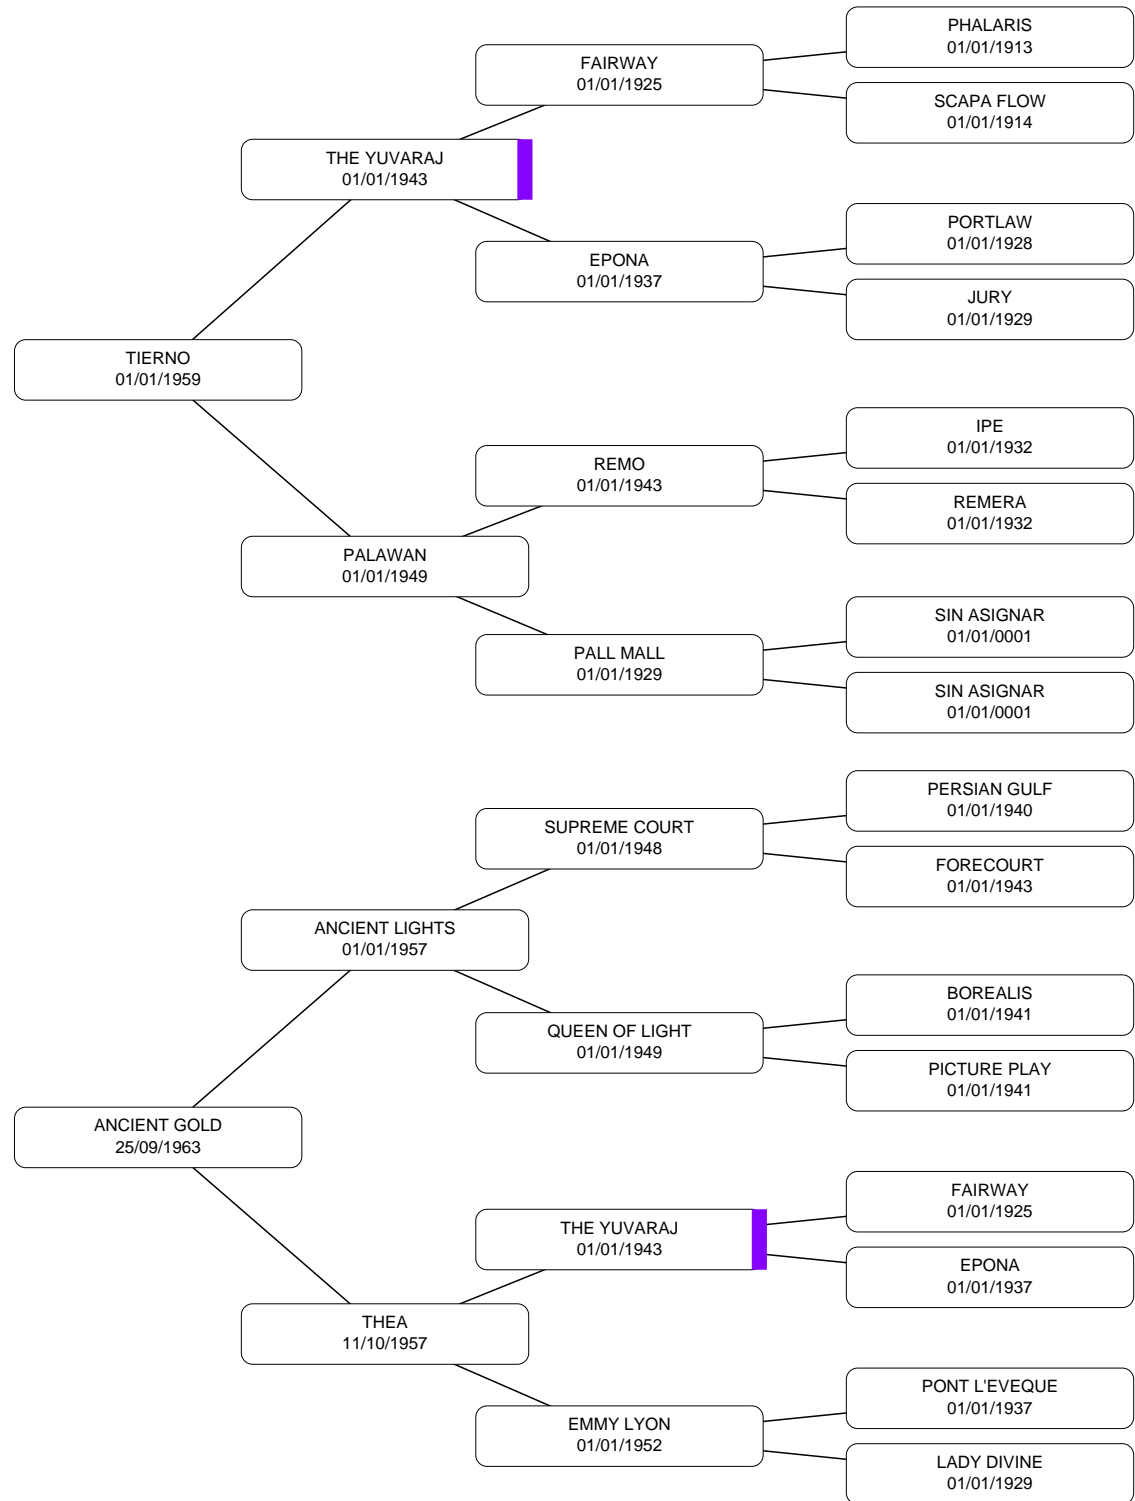 PHALARIS
01/01/1913
FAIRWAY
01/01/1925
SCAPA FLOW
01/01/1914
THE YUVARAJ
01/01/1943
PORTLAW
01/01/1928
EPONA
01/01/1937
JURY
01/01/1929
TIERNO
01/01/1959
IPE
01/01/1932
REMO
01/01/1943
REMERA
01/01/1932
PALAWAN
01/01/1949
SIN ASIGNAR
01/01/0001
PALL MALL
01/01/1929
SIN ASIGNAR
01/01/0001
PERSIAN GULF
01/01/1940
SUPREME COURT
01/01/1948
FORECOURT
01/01/1943
ANCIENT LIGHTS
01/01/1957
BOREALIS
01/01/1941
QUEEN OF LIGHT
01/01/1949
PICTURE PLAY
01/01/1941
ANCIENT GOLD
25/09/1963
FAIRWAY
01/01/1925
THE YUVARAJ
01/01/1943
EPONA
01/01/1937
THEA
11/10/1957
PONT L'EVEQUE
01/01/1937
EMMY LYON
01/01/1952
LADY DIVINE
01/01/1929